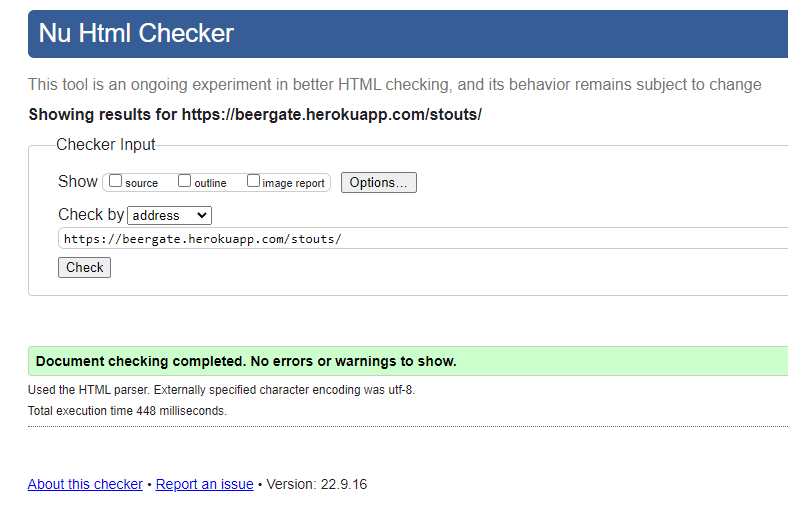 Nu Html Checker
This tool is an ongoing experiment in better HTML checking, and its behavior remains subject to change
Showing results for https://beergate.herokuapp.com/stouts/
Checker Input
Show source outline image report Options...
Check by address
https://beergate.herokuapp.com/stouts/
Check
Document checking completed. No errors or warnings to show.
Used the HTML parser. Externally specified character encoding was utf-8.
Total execution time 448 milliseconds.
About this checker • Report an issue • Version: 22.9.16